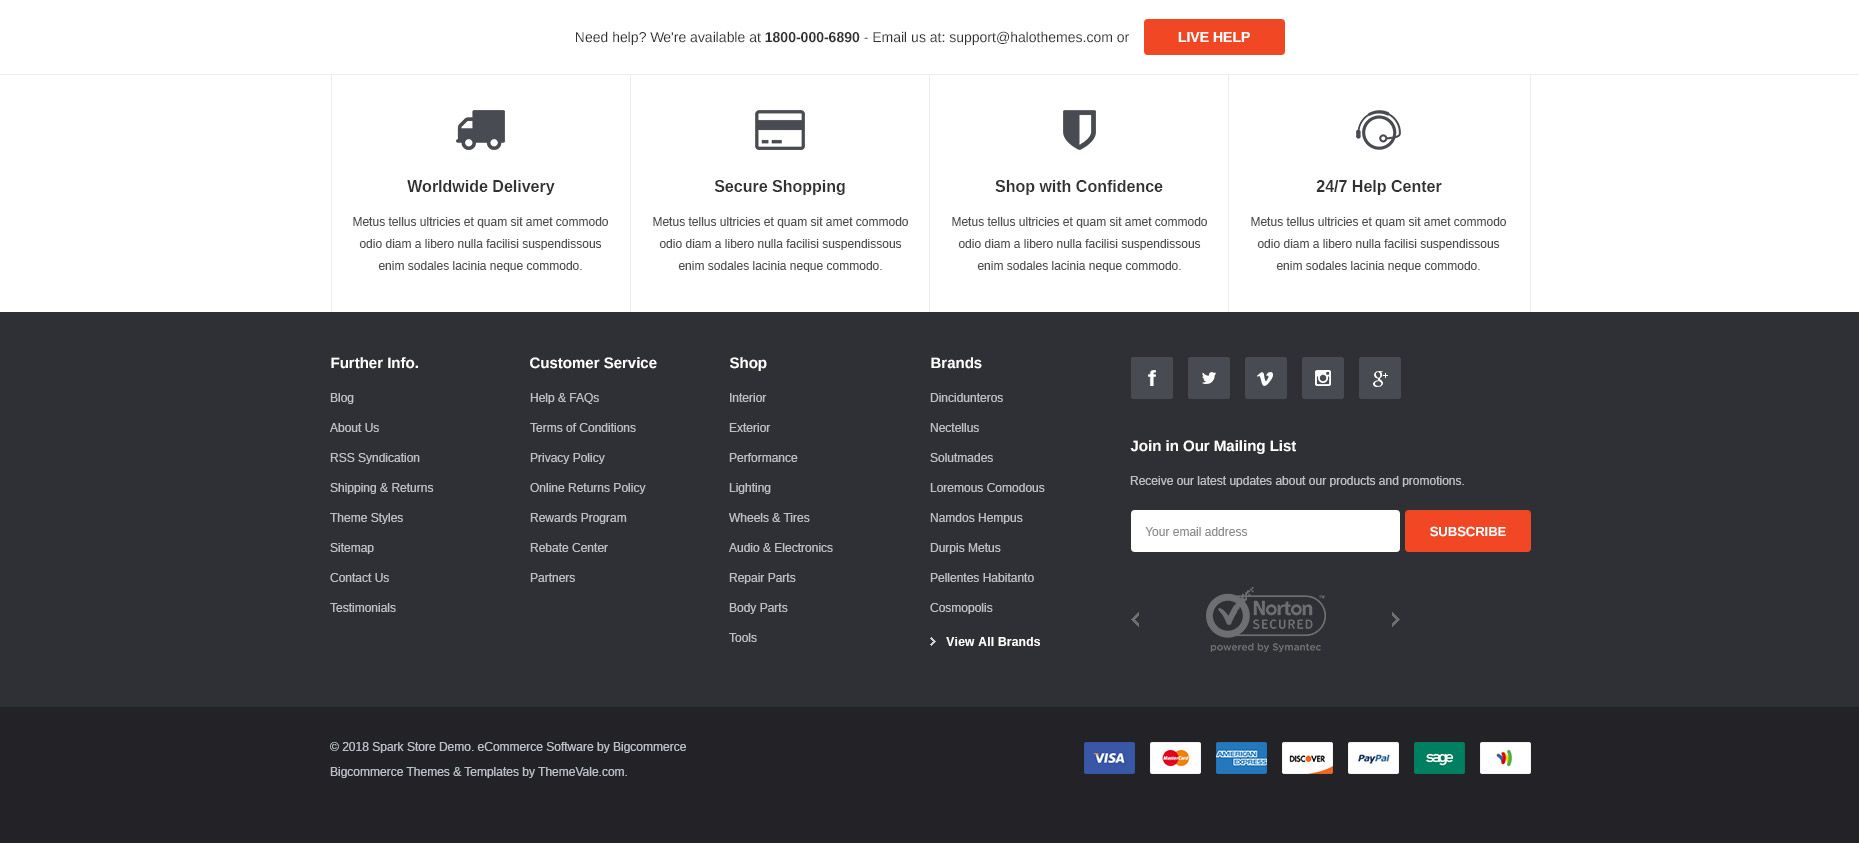 Need help? We're available at 1800-000-6890 - Email us at: support@halothemes.com or
LIVE HELP
Worldwide Delivery
Metus tellus ultricies et quam sit amet commodo
odio diam a libero nulla facilisi suspendissous
enim sodales lacinia neque commodo.
Secure Shopping
Metus tellus ultricies et quam sit amet commodo
odio diam a libero nulla facilisi suspendissous
enim sodales lacinia neque commodo.
Shop with Confidence
Metus tellus ultricies et quam sit amet commodo
odio diam a libero nulla facilisi suspendissous
enim sodales lacinia neque commodo.
24/7 Help Center
Metus tellus ultricies et quam sit amet commodo
odio diam a libero nulla facilisi suspendissous
enim sodales lacinia neque commodo.
Further Info.
Blog
About Us
RSS Syndication
Shipping & Returns
Theme Styles
Sitemap
Contact Us
Testimonials
Customer Service
Help & FAQs
Terms of Conditions
Privacy Policy
Online Returns Policy
Rewards Program
Rebate Center
Partners
Shop
Interior
Exterior
Performance
Lighting
Wheels & Tires
Audio & Electronics
Repair Parts
Body Parts
Tools
Brands
Dincidunteros
Nectellus
Solutmades
Loremous Comodous
Namdos Hempus
Durpis Metus
Pellentes Habitanto
Cosmopolis
View All Brands
Join in Our Mailing List
Receive our latest updates about our products and promotions.
Your email address
SUBSCRIBE
Norton
SECURED
powered by Symantec
© 2018 Spark Store Demo. eCommerce Software by Bigcommerce
Bigcommerce Themes & Templates by ThemeVale.com.
VISA
MasterCard
AMERICAN
EXPRESS
DISCOVER
PayPal
sage